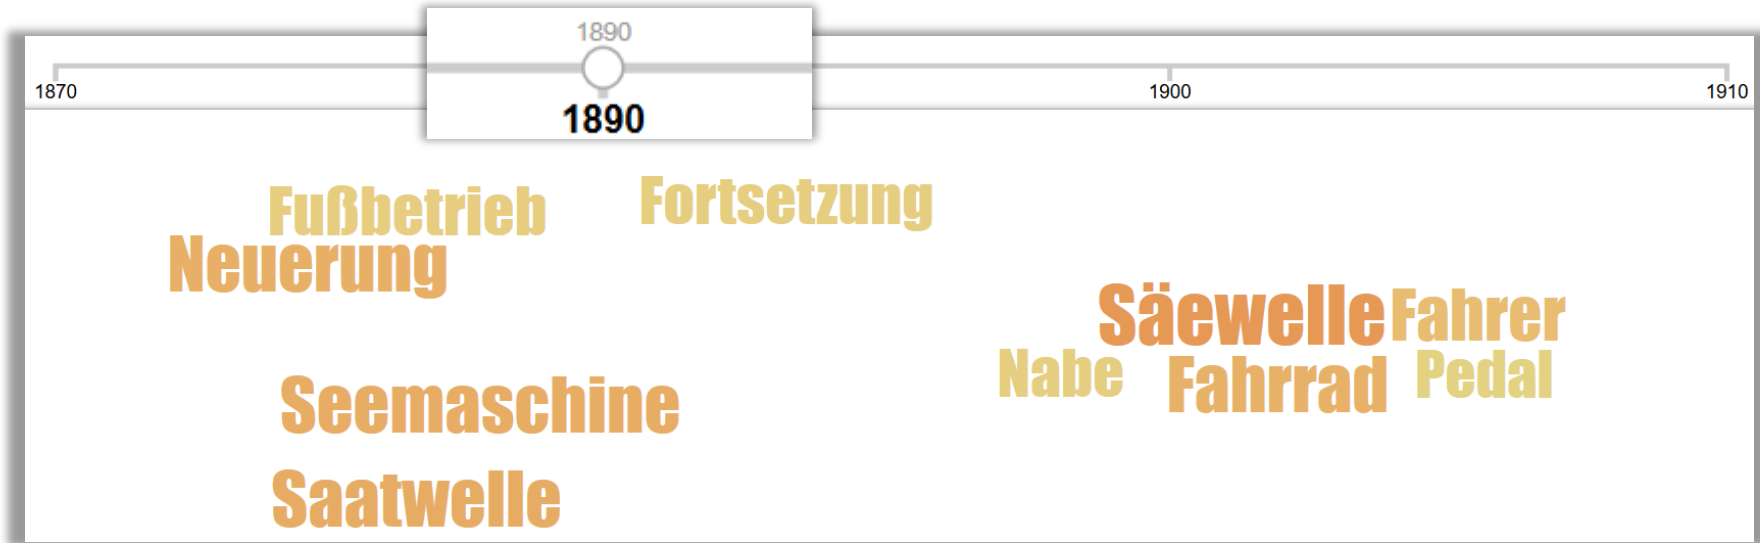 1890
1870
1890
1900
1910
Fußbetrieb
Fortsetzung
Neuerung
Säewelle Fahrer
Nabe Fahrrad Pedal
Seemaschine
Saatwelle